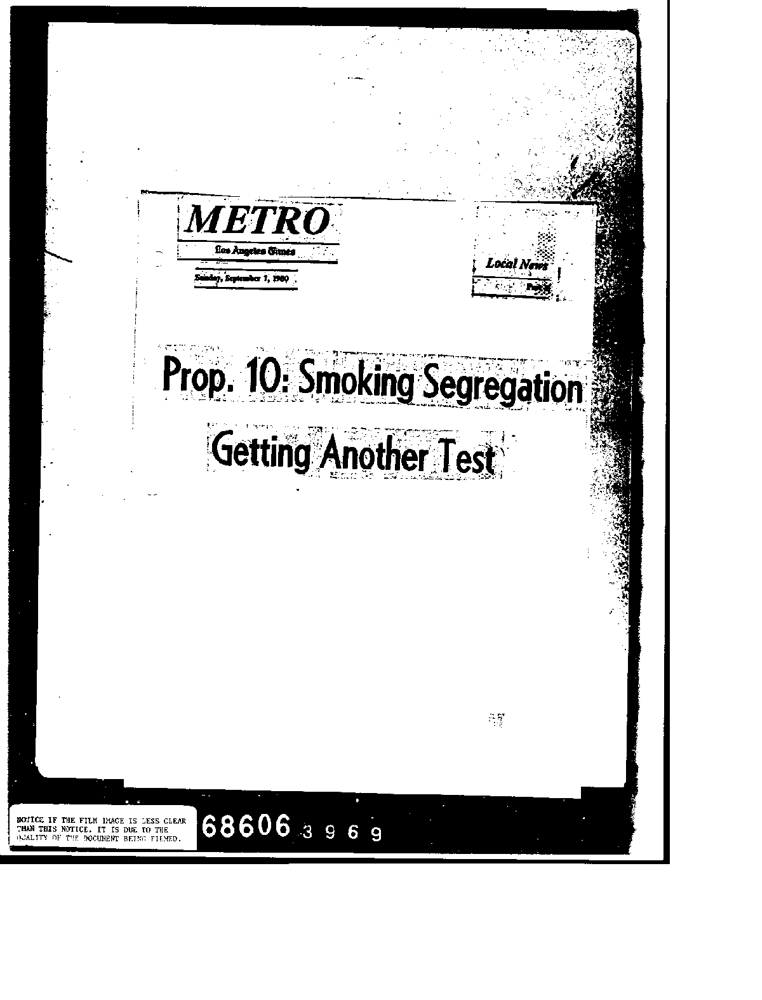 METRO
Los Angeles Times
Sunday, September 7, 1980
Local News
Prop. 10: Smoking Segregation
Getting Another Test
NOTICE IF THE FILM IMAGE IS LESS CLEAR
THAN THIS NOTICE, IT IS DUE TO THE
QUALITY OF THE DOCUMENT BEING FILMED.
68606 3969